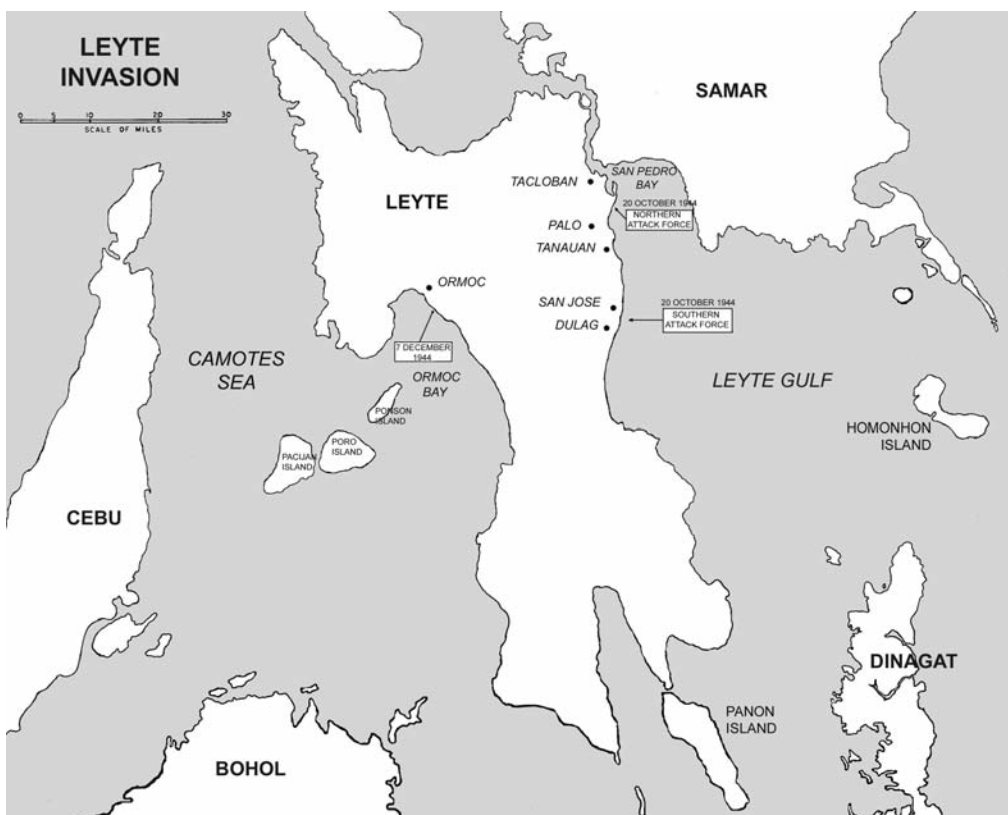 LEYTE
INVASION
0 5 10 20 30
SCALE OF MILES
SAMAR
TACLOBAN
SAN PEDRO
BAY
LEYTE
20 OCTOBER 1944
NORTHERN
ATTACK FORCE
PALO
TANAUAN
ORMOC
SAN JOSE
20 OCTOBER 1944
SOUTHERN
ATTACK FORCE
DULAG
7 DECEMBER
1944
CAMOTES
SEA
ORMOC
BAY
LEYTE GULF
PONSON
ISLAND
HOMONHON
ISLAND
PORO
ISLAND
PACIJAN
ISLAND
CEBU
DINAGAT
PANON
ISLAND
BOHOL